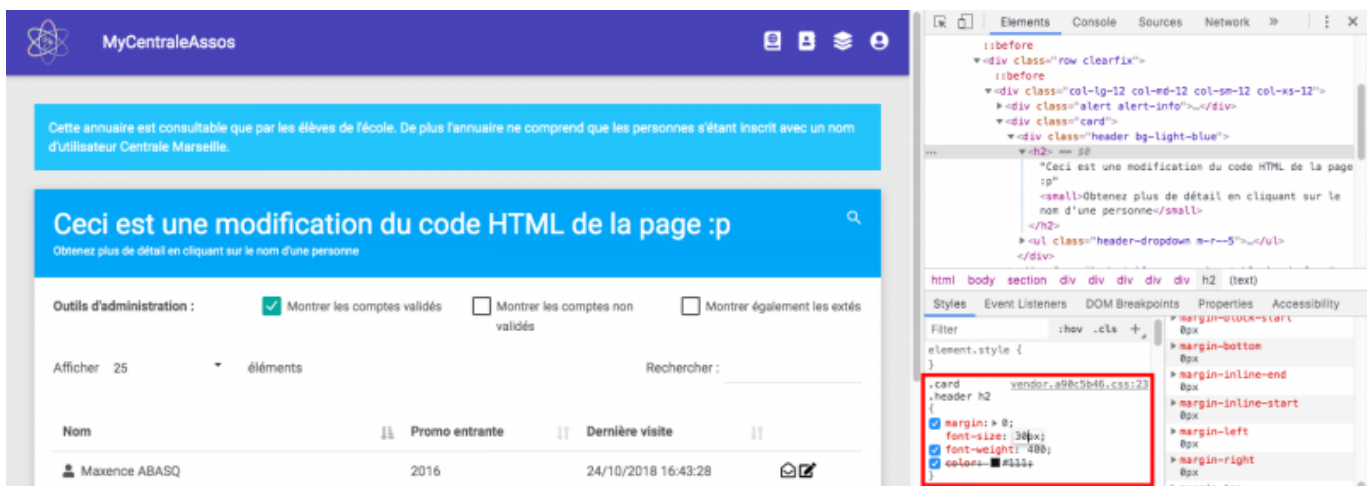 MyCentraleAssos
Cette annuaire est consultable que par les élèves de l'école. De plus l'annuaire ne comprend que les personnes s'étant inscrit avec un nom
d'utilisateur Centrale Marseille.
Ceci est une modification du code HTML de la page :p
Obtenez plus de détail en cliquant sur le nom d'une personne
Outils d'administration :
Montrer les comptes validés
Montrer les comptes non
validés
Montrer également les extés
Afficher 25 éléments
Rechercher :
Nom Promo entrante Dernière visite
Maxence ABASQ 2016 24/10/2018 16:43:28
Elements Console Sources Network »
::before
▼<div class="row clearfix">
::before
▼<div class="col-lg-12 col-md-12 col-sm-12 col-xs-12">
▶<div class="alert alert-info">…</div>
▼<div class="card">
▼<div class="header bg-light-blue">
… ▼<h2> == $0
"Ceci est une modification du code HTML de la page
:p"
<small>Obtenez plus de détail en cliquant sur le
nom d'une personne</small>
</h2>
▶<ul class="header-dropdown m-r--5">…</ul>
</div>
html body section div div div div div h2 (text)
Styles Event Listeners DOM Breakpoints Properties Accessibility
Filter :hov .cls +
element.style {
}
.card vendor.a90c5b46.css:23
.header h2
{
margin:▶ 0;
font-size: 30px;
font-weight: 400;
color: #111;
}
▶ margin-block-start
0px
▶ margin-bottom
0px
▶ margin-inline-end
0px
▶ margin-inline-start
0px
▶ margin-left
0px
▶ margin-right
0px